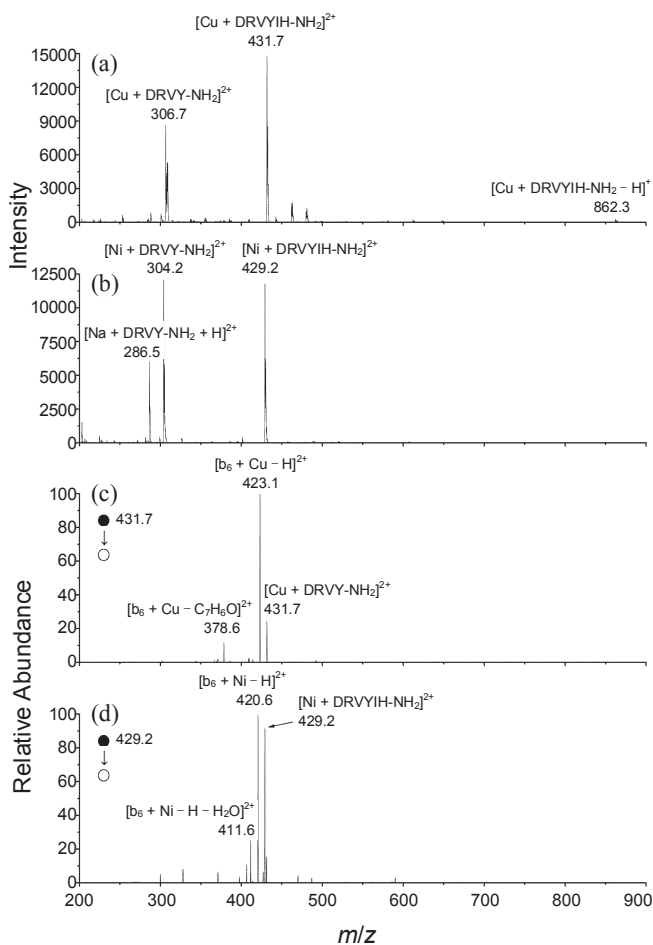 [Cu + DRVYIH-NH₂]²⁺
431.7
15000
(a)
[Cu + DRVY-NH₂]²⁺
306.7
12000
9000
6000
[Cu + DRVYIH-NH₂ − H]⁺
862.3
3000
0
Intensity
[Ni + DRVY-NH₂]²⁺
304.2
[Ni + DRVYIH-NH₂]²⁺
429.2
12500
(b)
10000
[Na + DRVY-NH₂ + H]²⁺
286.5
7500
5000
2500
0
[b₆ + Cu − H]²⁺
423.1
100
(c)
431.7
80
60
[Cu + DRVY-NH₂]²⁺
431.7
40
[b₆ + Cu − C₇H₆O]²⁺
378.6
20
0
Relative Abundance
[b₆ + Ni − H]²⁺
420.6
[Ni + DRVYIH-NH₂]²⁺
429.2
100
(d)
429.2
80
60
40
[b₆ + Ni − H − H₂O]²⁺
411.6
20
0
200 300 400 500 600 700 800 900
m/z